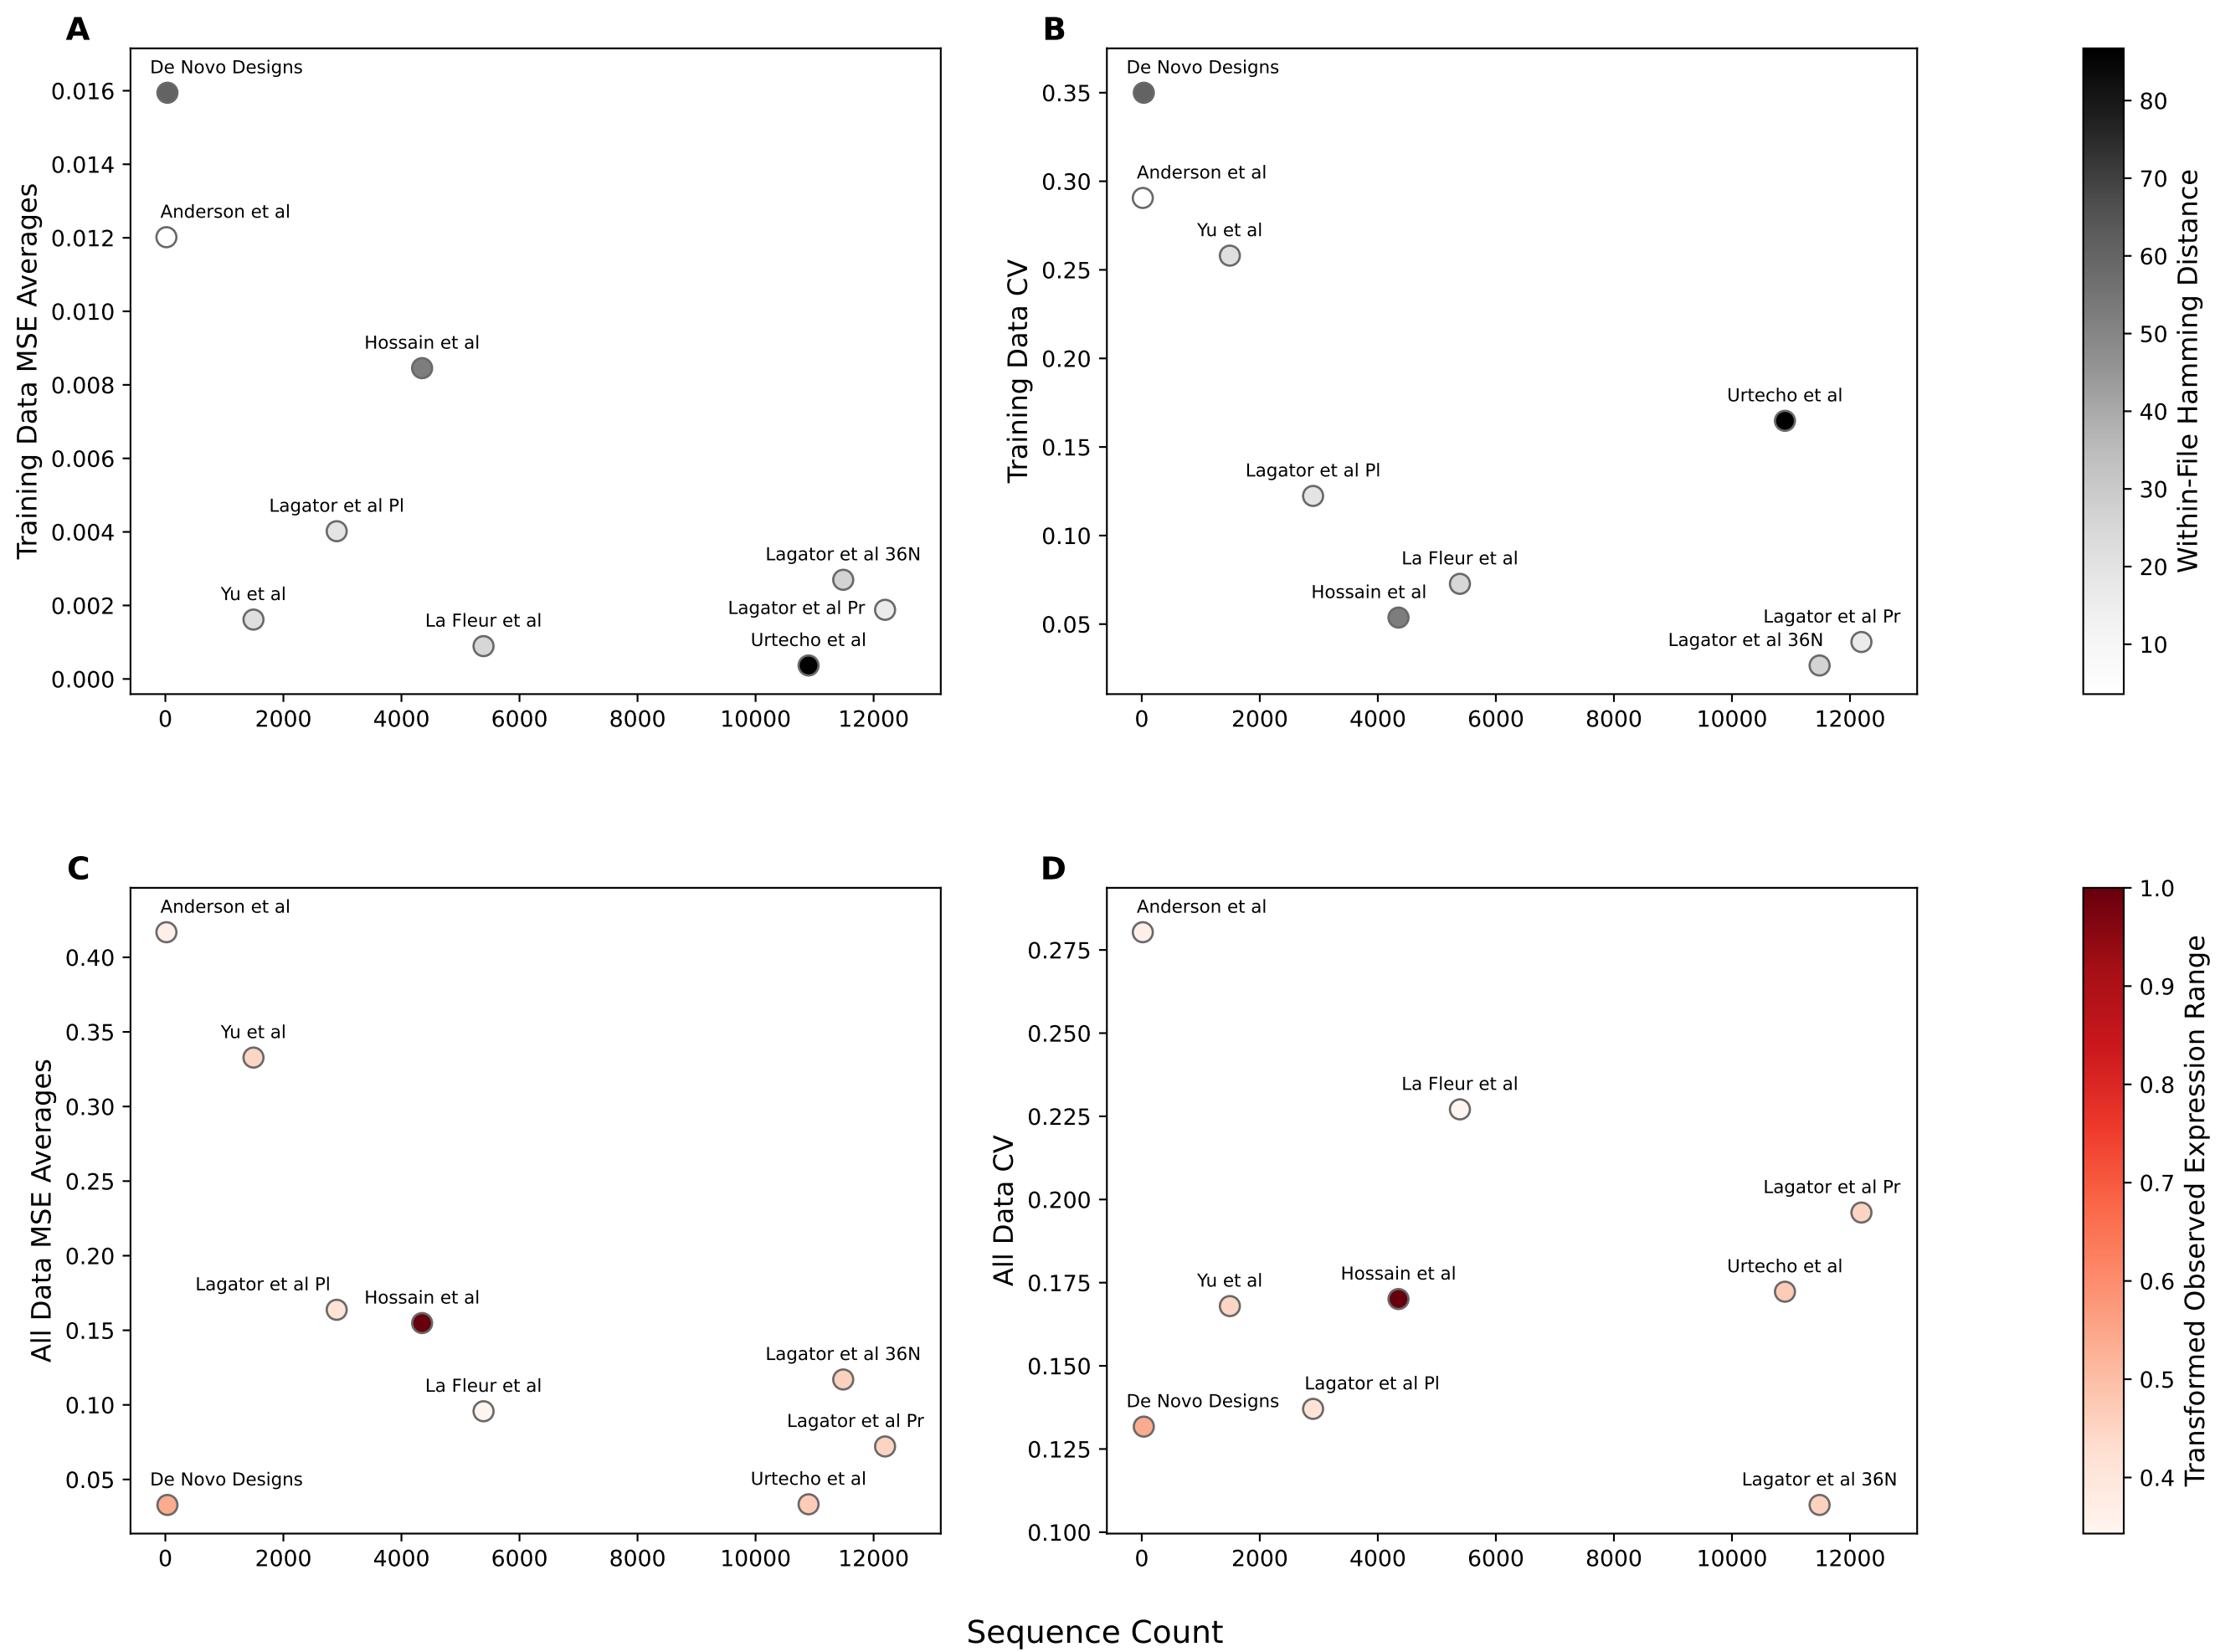 A
De Novo Designs
Anderson et al
Hossain et al
Lagator et al Pl
Yu et al
La Fleur et al
Lagator et al 36N
Lagator et al Pr
Urtecho et al
0.016
0.014
0.012
0.010
0.008
0.006
0.004
0.002
0.000
Training Data MSE Averages
0 2000 4000 6000 8000 10000 12000
B
De Novo Designs
Anderson et al
Yu et al
Urtecho et al
Lagator et al Pl
La Fleur et al
Hossain et al
Lagator et al Pr
Lagator et al 36N
0.35
0.30
0.25
0.20
0.15
0.10
0.05
Training Data CV
0 2000 4000 6000 8000 10000 12000
80
70
60
50
40
30
20
10
Within-File Hamming Distance
C
Anderson et al
Yu et al
Lagator et al Pl
Hossain et al
Lagator et al 36N
La Fleur et al
Lagator et al Pr
De Novo Designs
Urtecho et al
0.40
0.35
0.30
0.25
0.20
0.15
0.10
0.05
All Data MSE Averages
0 2000 4000 6000 8000 10000 12000
D
Anderson et al
La Fleur et al
Lagator et al Pr
Urtecho et al
Yu et al
Hossain et al
Lagator et al Pl
De Novo Designs
Lagator et al 36N
0.275
0.250
0.225
0.200
0.175
0.150
0.125
0.100
All Data CV
0 2000 4000 6000 8000 10000 12000
1.0
0.9
0.8
0.7
0.6
0.5
0.4
Transformed Observed Expression Range
Sequence Count